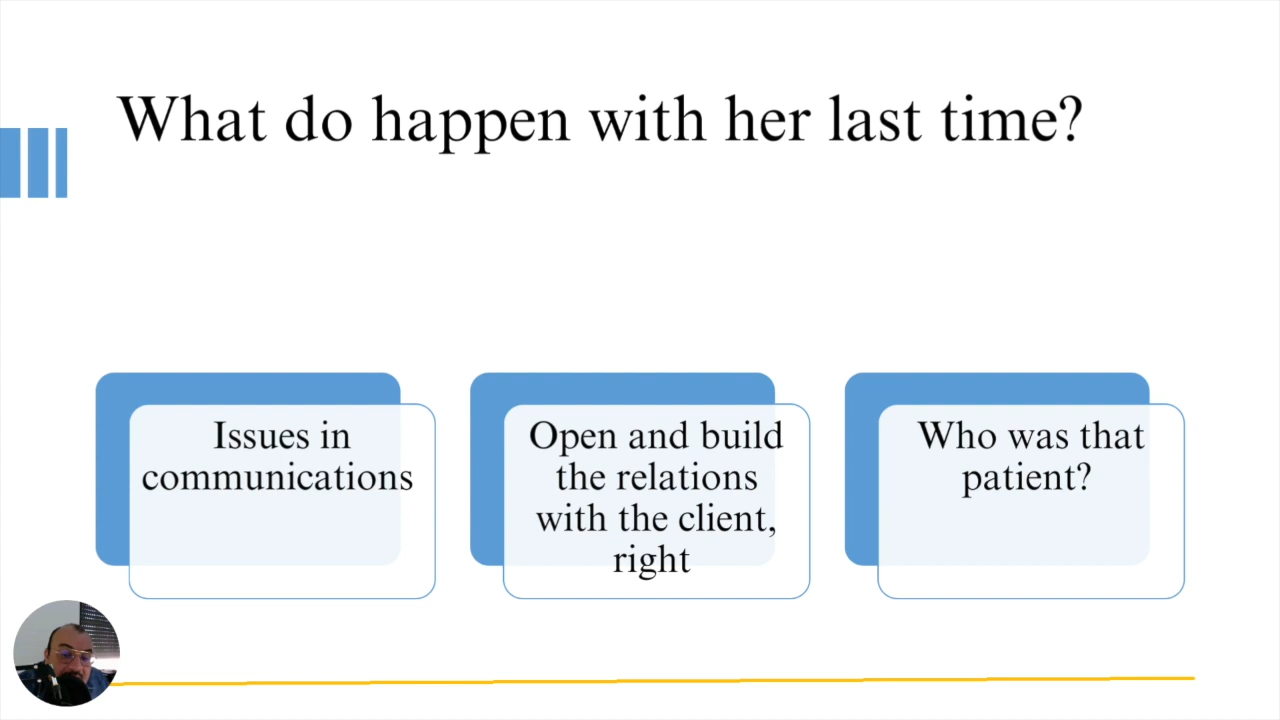 What do happen with her last time?
Issues in
communications
Open and build
the relations
with the client,
right
Who was that
patient?